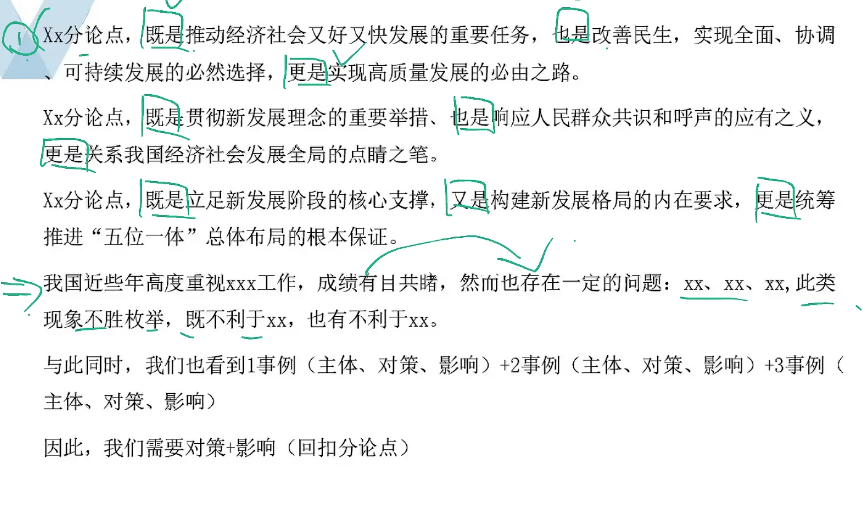 ① Xx分论点，既是推动经济社会又好又快发展的重要任务，也是改善民生，实现全面、协调
、可持续发展的必然选择，更是实现高质量发展的必由之路。
Xx分论点，既是贯彻新发展理念的重要举措、也是响应人民群众共识和呼声的应有之义，
更是关系我国经济社会发展全局的点睛之笔。
Xx分论点，既是立足新发展阶段的核心支撑，又是构建新发展格局的内在要求，更是统筹
推进“五位一体”总体布局的根本保证。
我国近些年高度重视xxx工作，成绩有目共睹，然而也存在一定的问题：xx、xx、xx,此类
现象不胜枚举，既不利于xx，也有不利于xx。
与此同时，我们也看到1事例（主体、对策、影响）+2事例（主体、对策、影响）+3事例（
主体、对策、影响）
因此，我们需要对策+影响（回扣分论点）